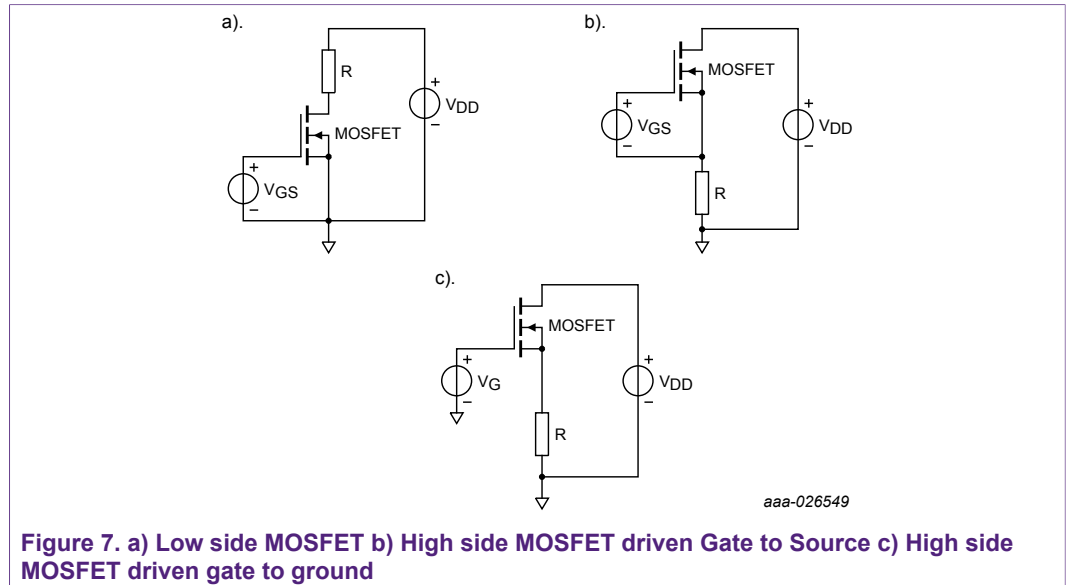 a).
R
MOSFET
+
VDD
−
+
VGS
−
b).
MOSFET
+
VGS
−
+
VDD
−
R
c).
MOSFET
+
VG
−
+
VDD
−
R
aaa-026549
Figure 7. a) Low side MOSFET b) High side MOSFET driven Gate to Source c) High side
MOSFET driven gate to ground